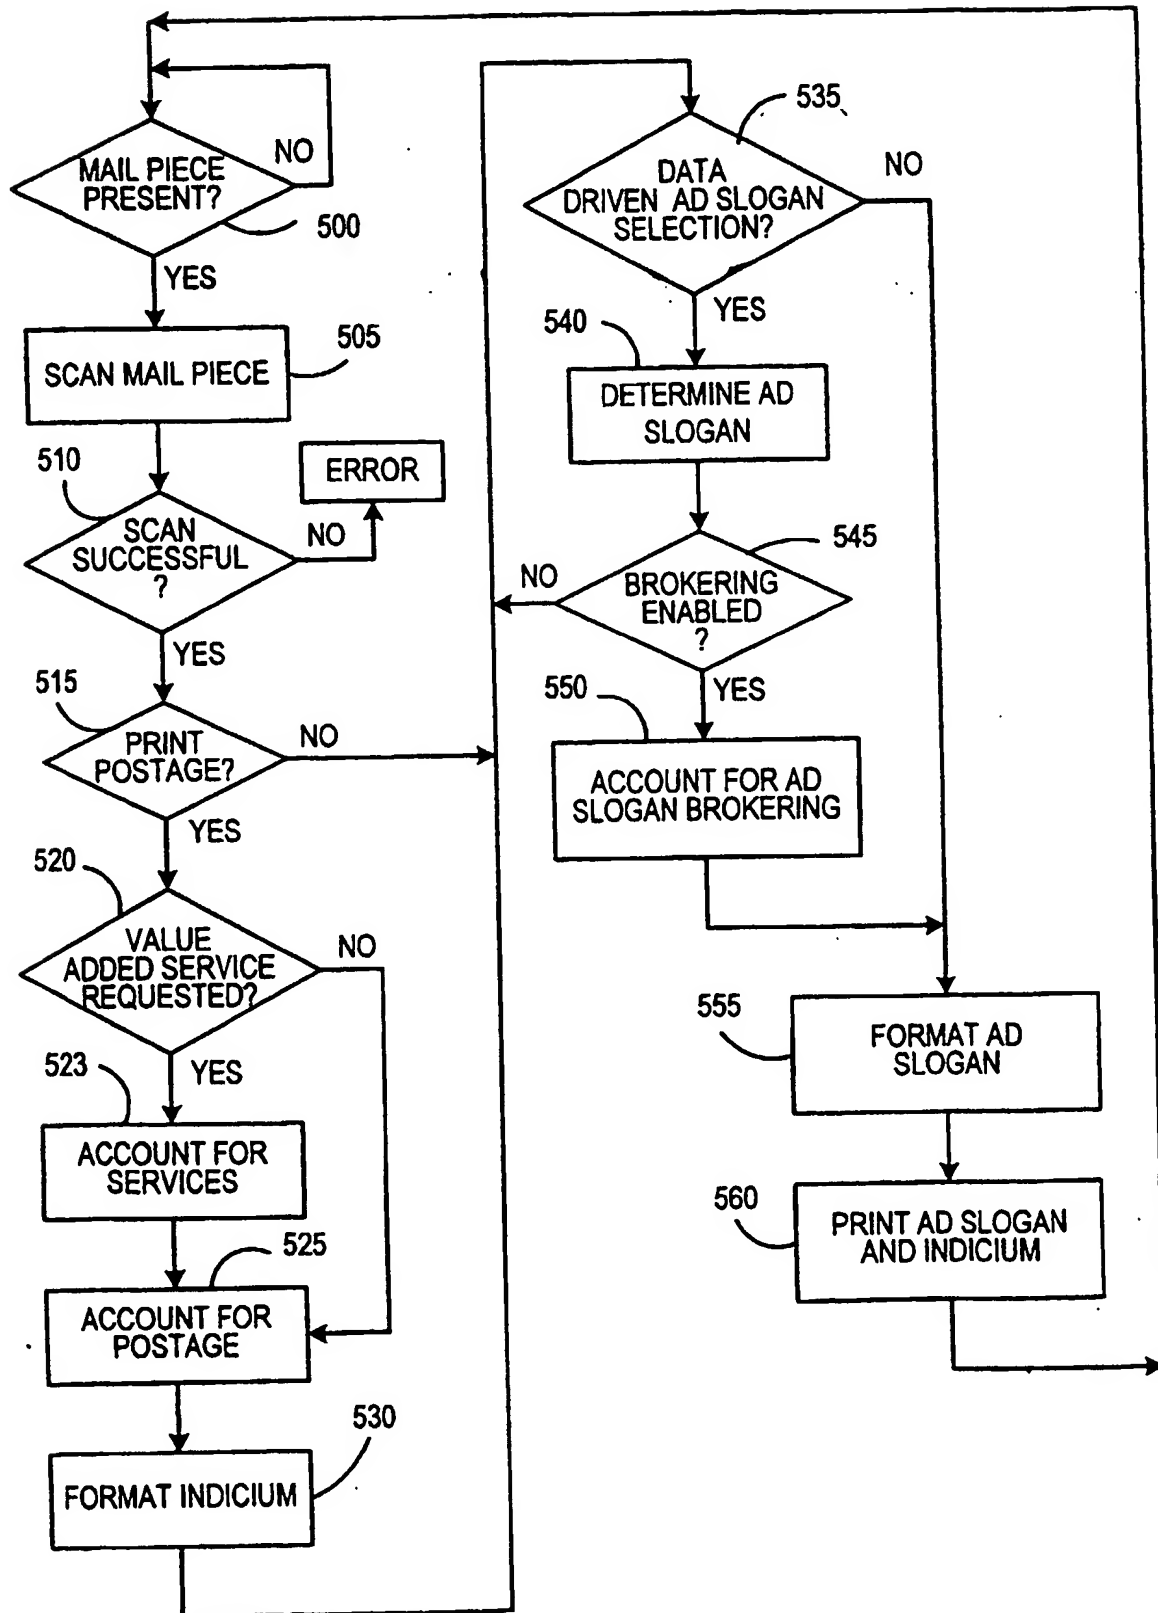 MAIL PIECE
PRESENT?
NO
500
YES
SCAN MAIL PIECE
505
510
SCAN
SUCCESSFUL
?
NO
ERROR
YES
515
PRINT
POSTAGE?
NO
YES
520
VALUE
ADDED SERVICE
REQUESTED?
NO
YES
523
ACCOUNT FOR
SERVICES
525
ACCOUNT FOR
POSTAGE
530
FORMAT INDICIUM
535
DATA
DRIVEN AD SLOGAN
SELECTION?
NO
YES
540
DETERMINE AD
SLOGAN
545
BROKERING
ENABLED
?
NO
YES
550
ACCOUNT FOR AD
SLOGAN BROKERING
555
FORMAT AD
SLOGAN
560
PRINT AD SLOGAN
AND INDICIUM